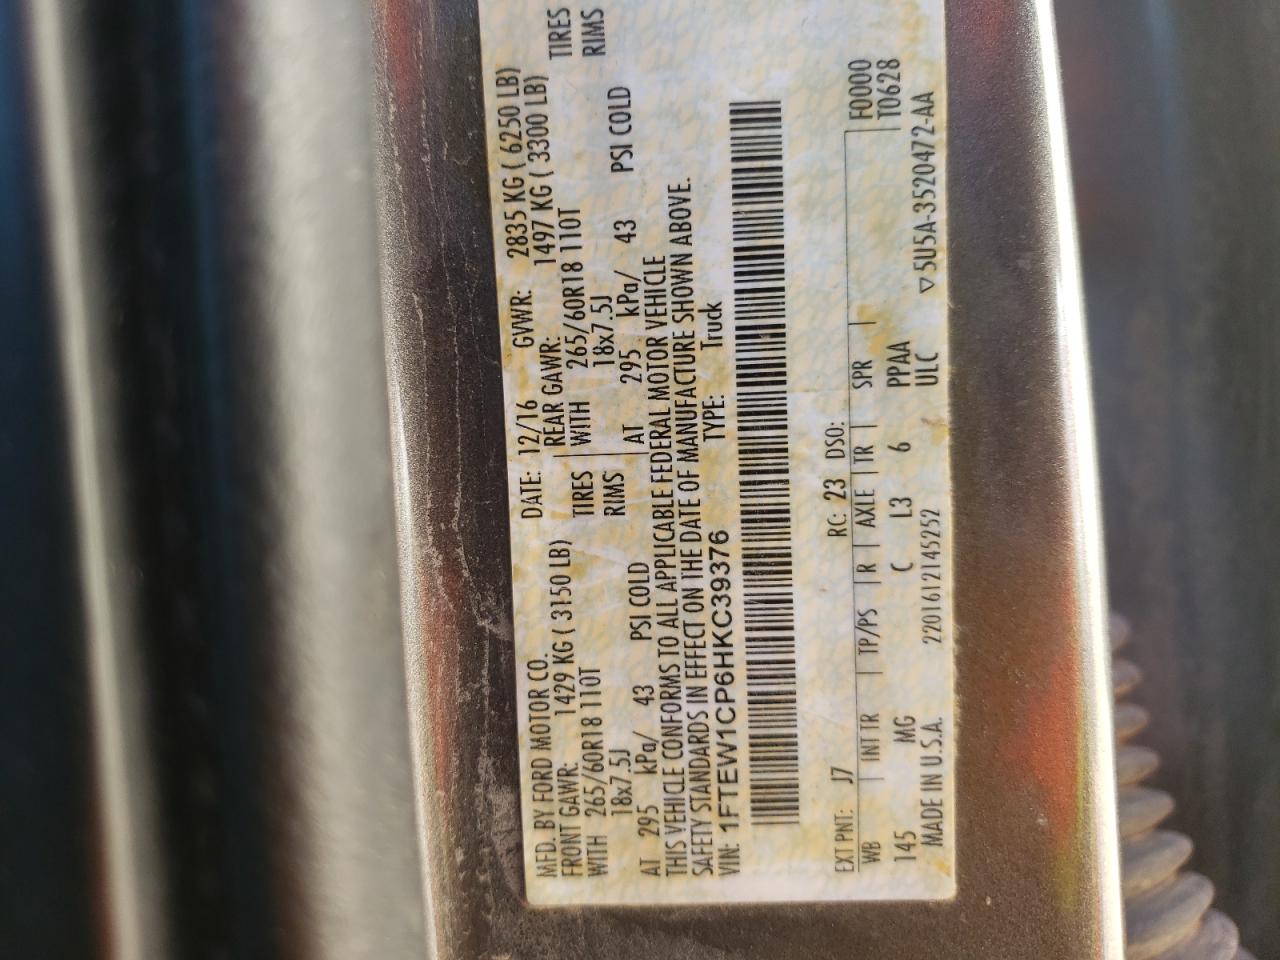 MFD. BY FORD MOTOR CO. DATE: 12/16 GVWR: 2835 KG ( 6250 LB)
FRONT GAWR: 1429 KG ( 3150 LB) REAR GAWR: 1497 KG ( 3300 LB)
WITH 265/60R18 110T TIRES WITH 265/60R18 110T TIRES
18x7.5J RIMS 18x7.5J RIMS
AT 295 kPa/ 43 PSI COLD AT 295 kPa/ 43 PSI COLD
THIS VEHICLE CONFORMS TO ALL APPLICABLE FEDERAL MOTOR VEHICLE
SAFETY STANDARDS IN EFFECT ON THE DATE OF MANUFACTURE SHOWN ABOVE.
VIN: 1FTEW1CP6HKC39376 TYPE: Truck
EXT PNT: J7 RC: 23 DSO: F0000
WB INT TR TP/PS R AXLE TR SPR T0628
145 MG C L3 6 PPAA
MADE IN U.S.A. 2201612145252 ULC ▽5U5A-3520472-AA